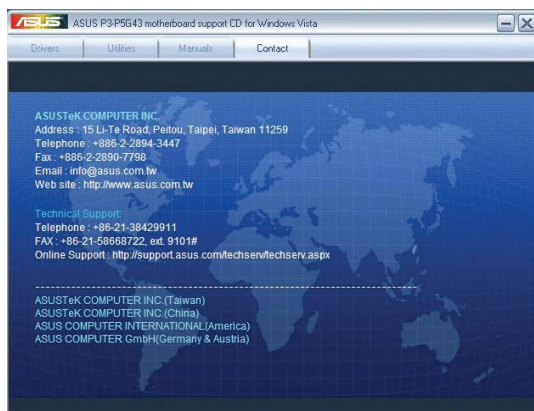 ASUS ASUS P3-P5G43 motherboard support CD for Windows Vista
Drivers Utilities Manuals Contact
ASUSTeK COMPUTER INC.
Address : 15 Li-Te Road, Peitou, Taipei, Taiwan 11259
Telephone : +886-2-2894-3447
Fax : +886-2-2890-7798
Email : info@asus.com.tw
Web site : http://www.asus.com.tw
Technical Support:
Telephone : +86-21-38429911
FAX : +86-21-58668722, ext. 9101#
Online Support : http://support.asus.com/techserv/techserv.aspx
ASUSTeK COMPUTER INC.(Taiwan)
ASUSTeK COMPUTER INC.(China)
ASUS COMPUTER INTERNATIONAL(America)
ASUS COMPUTER GmbH(Germany & Austria)